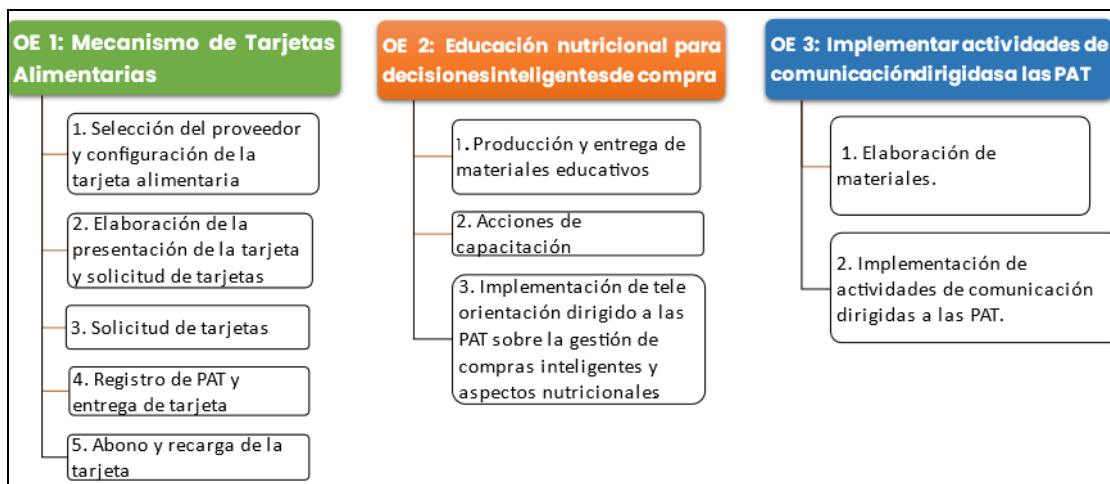 OE 1: Mecanismo de Tarjetas
Alimentarias
1. Selección del proveedor
y configuración de la
tarjeta alimentaria
2. Elaboración de la
presentación de la tarjeta
y solicitud de tarjetas
3. Solicitud de tarjetas
4. Registro de PAT y
entrega de tarjeta
5. Abono y recarga de la
tarjeta
OE 2: Educación nutricional para
decisionesinteligentesde compra
1. Producción y entrega de
materiales educativos
2. Acciones de
capacitación
3. Implementación de tele
orientación dirigido a las
PAT sobre la gestión de
compras inteligentes y
aspectos nutricionales
OE 3: Implementaractividades de
comunicacióndirigidasa las PAT
1. Elaboración de
materiales.
2. Implementación de
actividades de comunicación
dirigidas a las PAT.